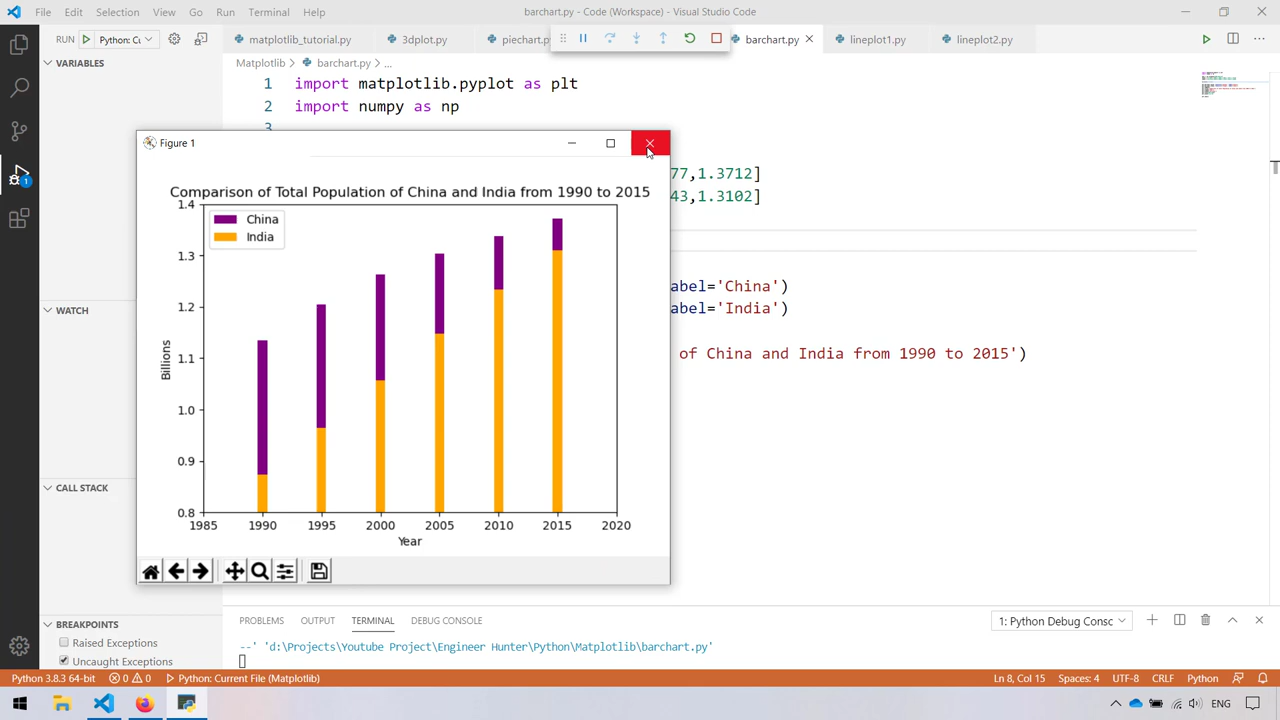 File Edit Selection View Go Run Terminal Help barchart.py - Code (Workspace) - Visual Studio Code
RUN Python: Cu
matplotlib_tutorial.py 3dplot.py piechart.p barchart.py lineplot1.py lineplot2.py
VARIABLES
Matplotlib > barchart.py > ...
1 import matplotlib.pyplot as plt
2 import numpy as np
3
Figure 1
77,1.3712]
43,1.3102]
abel='China')
abel='India')
of China and India from 1990 to 2015')
Comparison of Total Population of China and India from 1990 to 2015
China
India
1.4
1.3
1.2
1.1
1.0
0.9
0.8
Billions
1985 1990 1995 2000 2005 2010 2015 2020
Year
WATCH
CALL STACK
BREAKPOINTS
Raised Exceptions
Uncaught Exceptions
1
PROBLEMS OUTPUT TERMINAL DEBUG CONSOLE 1: Python Debug Consc
--' 'd:\Projects\Youtube Project\Engineer Hunter\Python\Matplotlib\barchart.py'
Python 3.8.3 64-bit 0 0 Python: Current File (Matplotlib) Ln 8, Col 15 Spaces: 4 UTF-8 CRLF Python
ENG